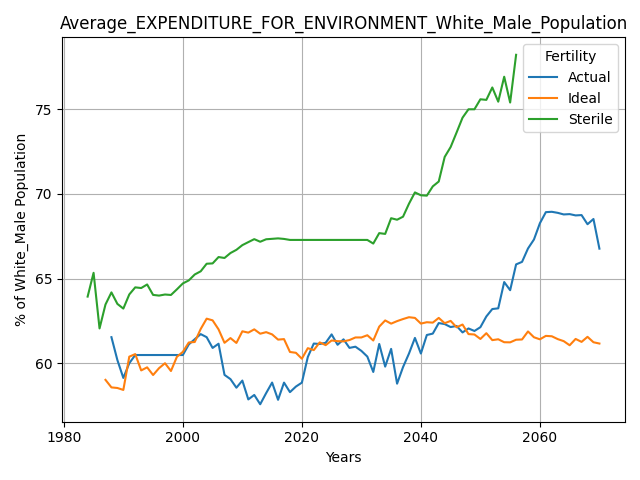 Average_EXPENDITURE_FOR_ENVIRONMENT_White_Male_Population
Fertility
Actual
Ideal
Sterile
% of White_Male Population
75
70
65
60
1980
2000
2020
2040
2060
Years